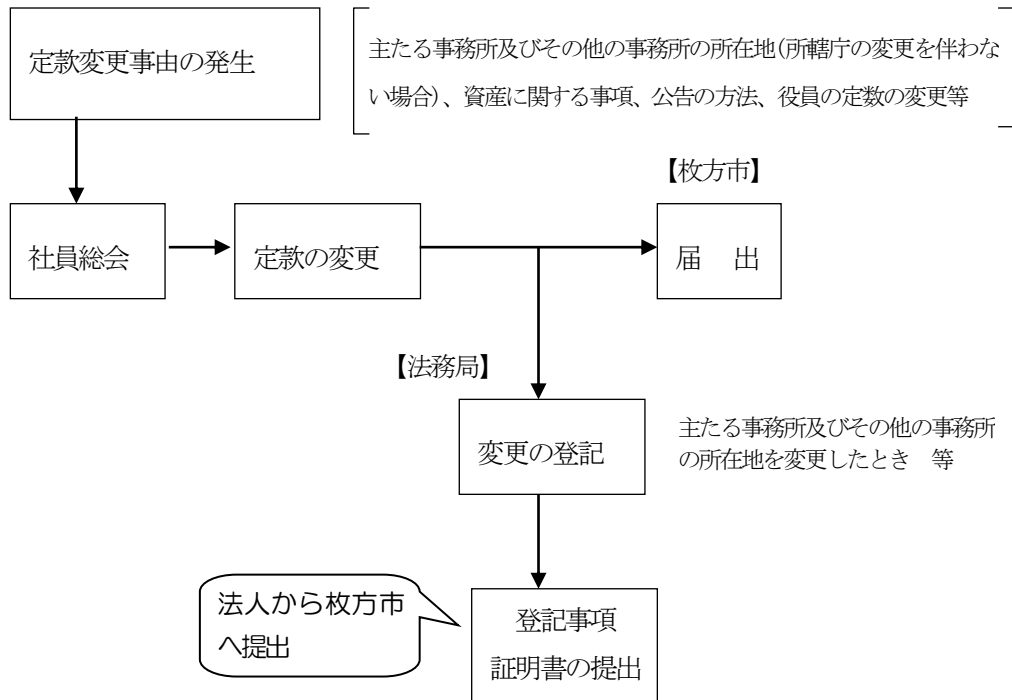 定款変更事由の発生
主たる事務所及びその他の事務所の所在地(所轄庁の変更を伴わな
い場合)、資産に関する事項、公告の方法、役員の定数の変更等
【枚方市】
社員総会
定款の変更
届　出
【法務局】
変更の登記
主たる事務所及びその他の事務所
の所在地を変更したとき　等
法人から枚方市
へ提出
登記事項
証明書の提出